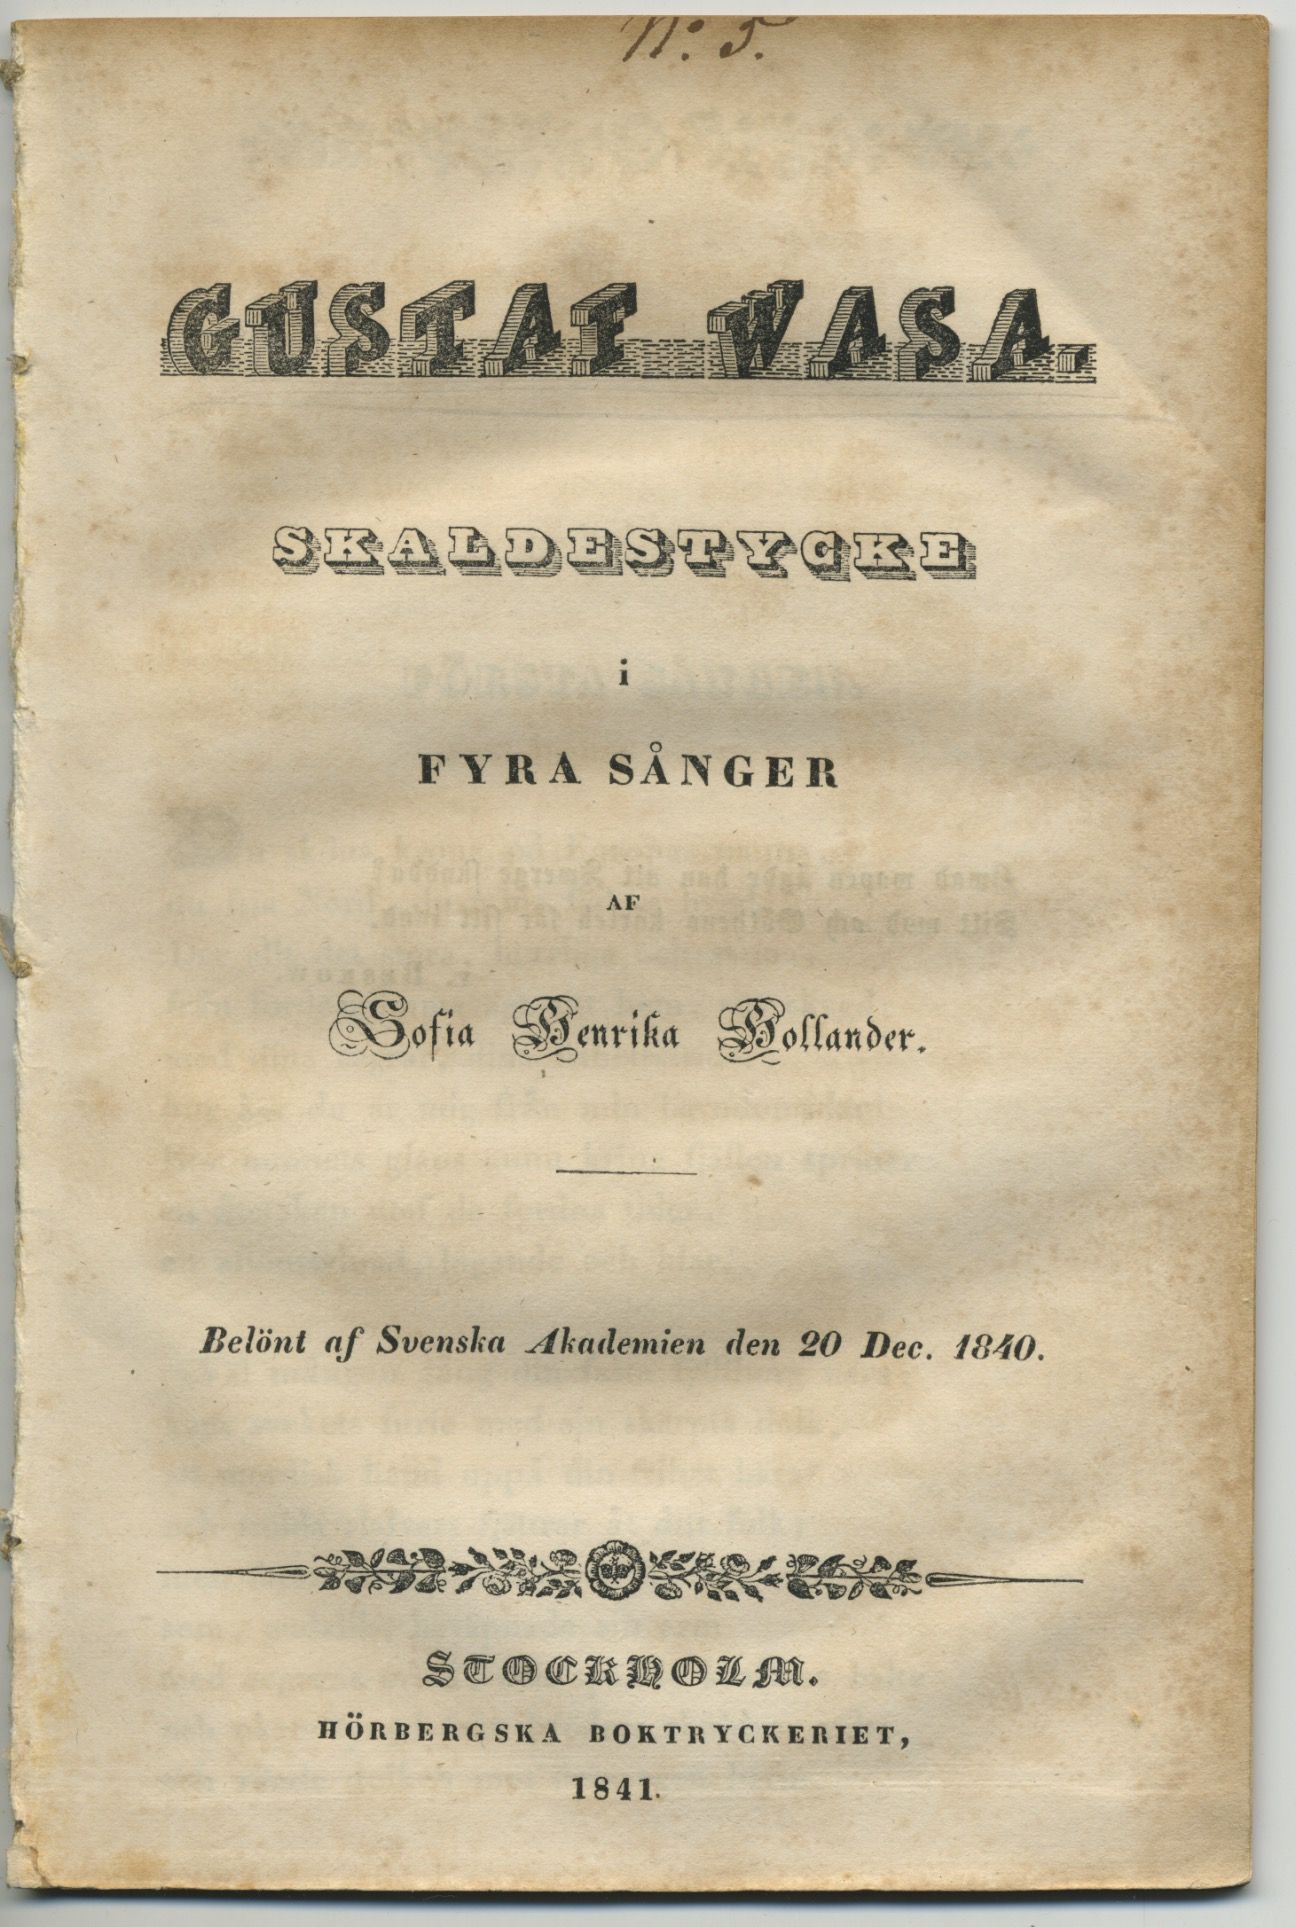 N:o 5.
GUSTAF WASA.
SKALDESTYCKE
i
FYRA SÅNGER
AF
Sofia Henrika Hollander.
Belönt af Svenska Akademien den 20 Dec. 1840.
STOCKHOLM.
HÖRBERGSKA BOKTRYCKERIET,
1841.